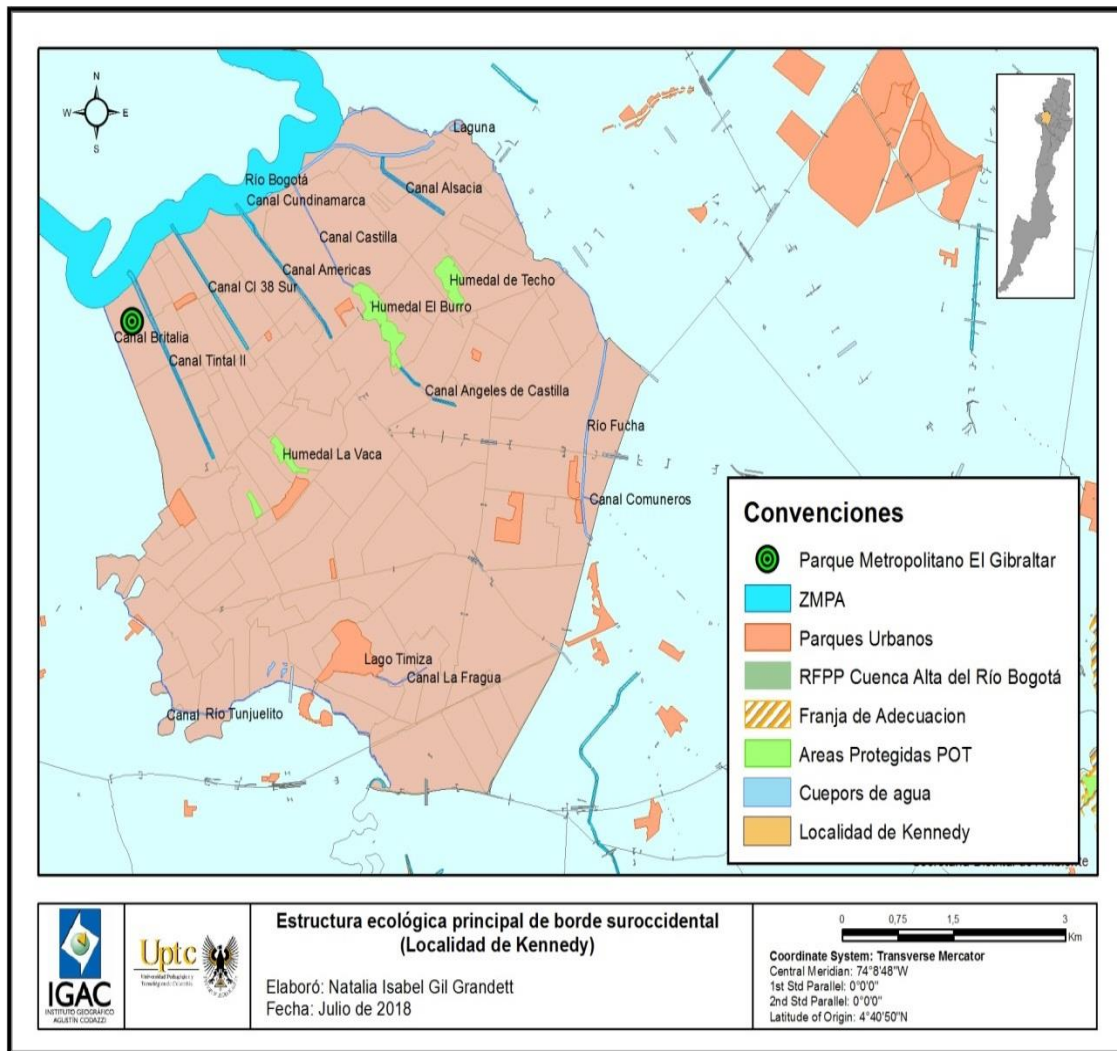 N
W E
S
Laguna
Río Bogotá
Canal Alsacia
Canal Cundinamarca
Canal Castilla
Canal Americas
Humedal de Techo
Canal Cl 38 Sur
Humedal El Burro
Canal Britalia
Canal Tintal II
Canal Angeles de Castilla
Río Fucha
Humedal La Vaca
Canal Comuneros
Lago Timiza
Canal La Fragua
Canal Río Tunjuelito
Convenciones
Parque Metropolitano El Gibraltar
ZMPA
Parques Urbanos
RFPP Cuenca Alta del Río Bogotá
Franja de Adecuacion
Areas Protegidas POT
Cuepors de agua
Localidad de Kennedy
IGAC
INSTITUTO GEOGRÁFICO
AGUSTÍN CODAZZI
Uptc
Universidad Pedagógica y
Tecnológica de Colombia
Estructura ecológica principal de borde suroccidental
(Localidad de Kennedy)
Elaboró: Natalia Isabel Gil Grandett
Fecha: Julio de 2018
0 0,75 1,5 3
Km
Coordinate System: Transverse Mercator
Central Meridian: 74°8'48"W
1st Std Parallel: 0°0'0"
2nd Std Parallel: 0°0'0"
Latitude of Origin: 4°40'50"N